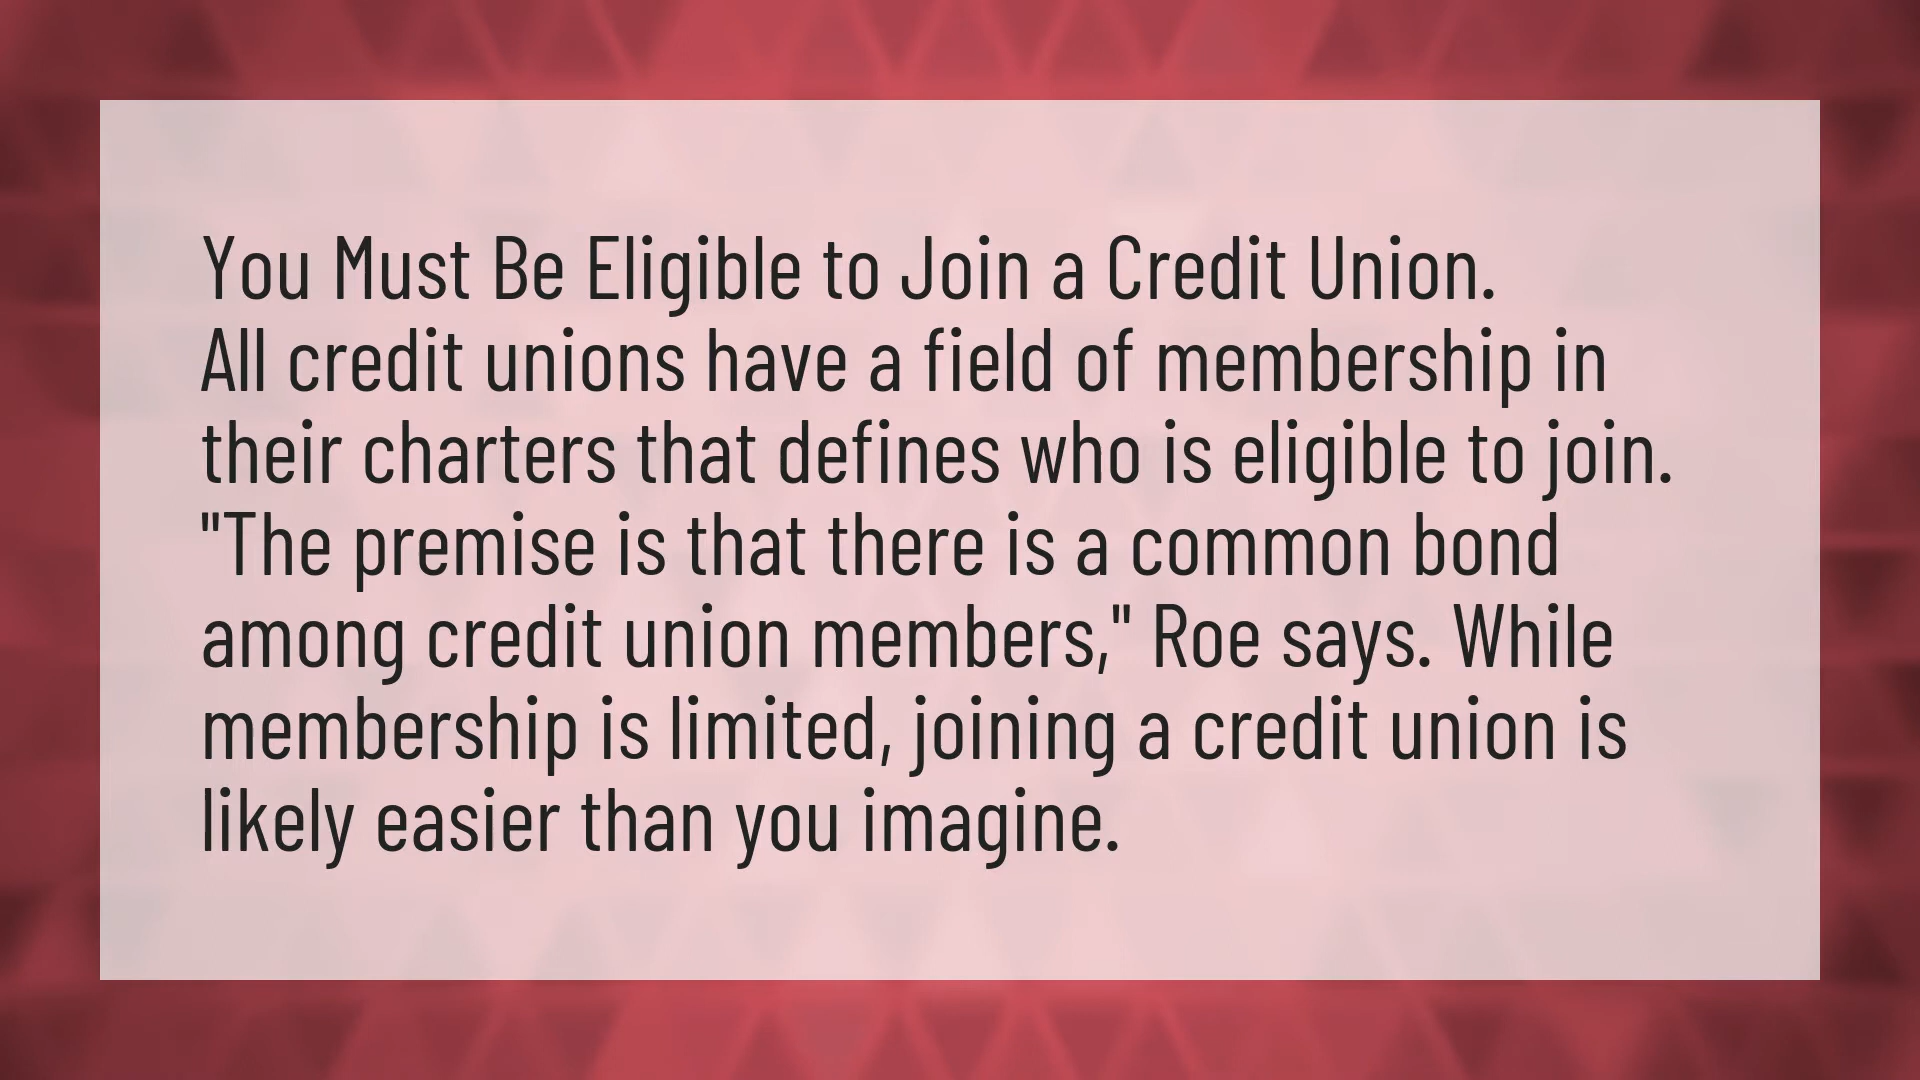 You Must Be Eligible to Join a Credit Union.
All credit unions have a field of membership in
their charters that defines who is eligible to join.
"The premise is that there is a common bond
among credit union members," Roe says. While
membership is limited, joining a credit union is
likely easier than you imagine.